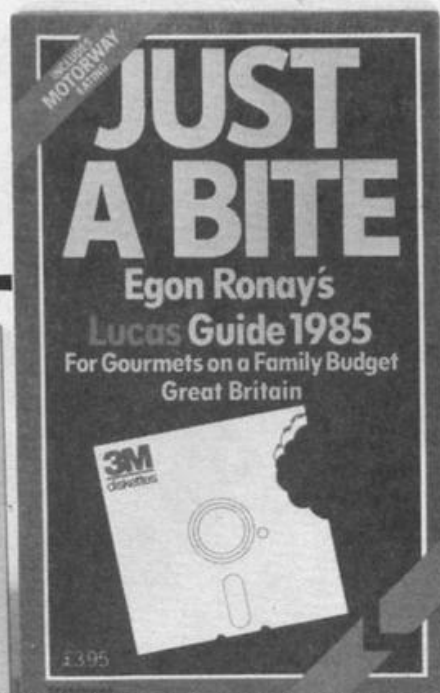 INCLUDES
MOTORWAY
EATING
JUST
A BITE
Egon Ronay's
Lucas Guide 1985
For Gourmets on a Family Budget
Great Britain
3M
diskettes
£3.95